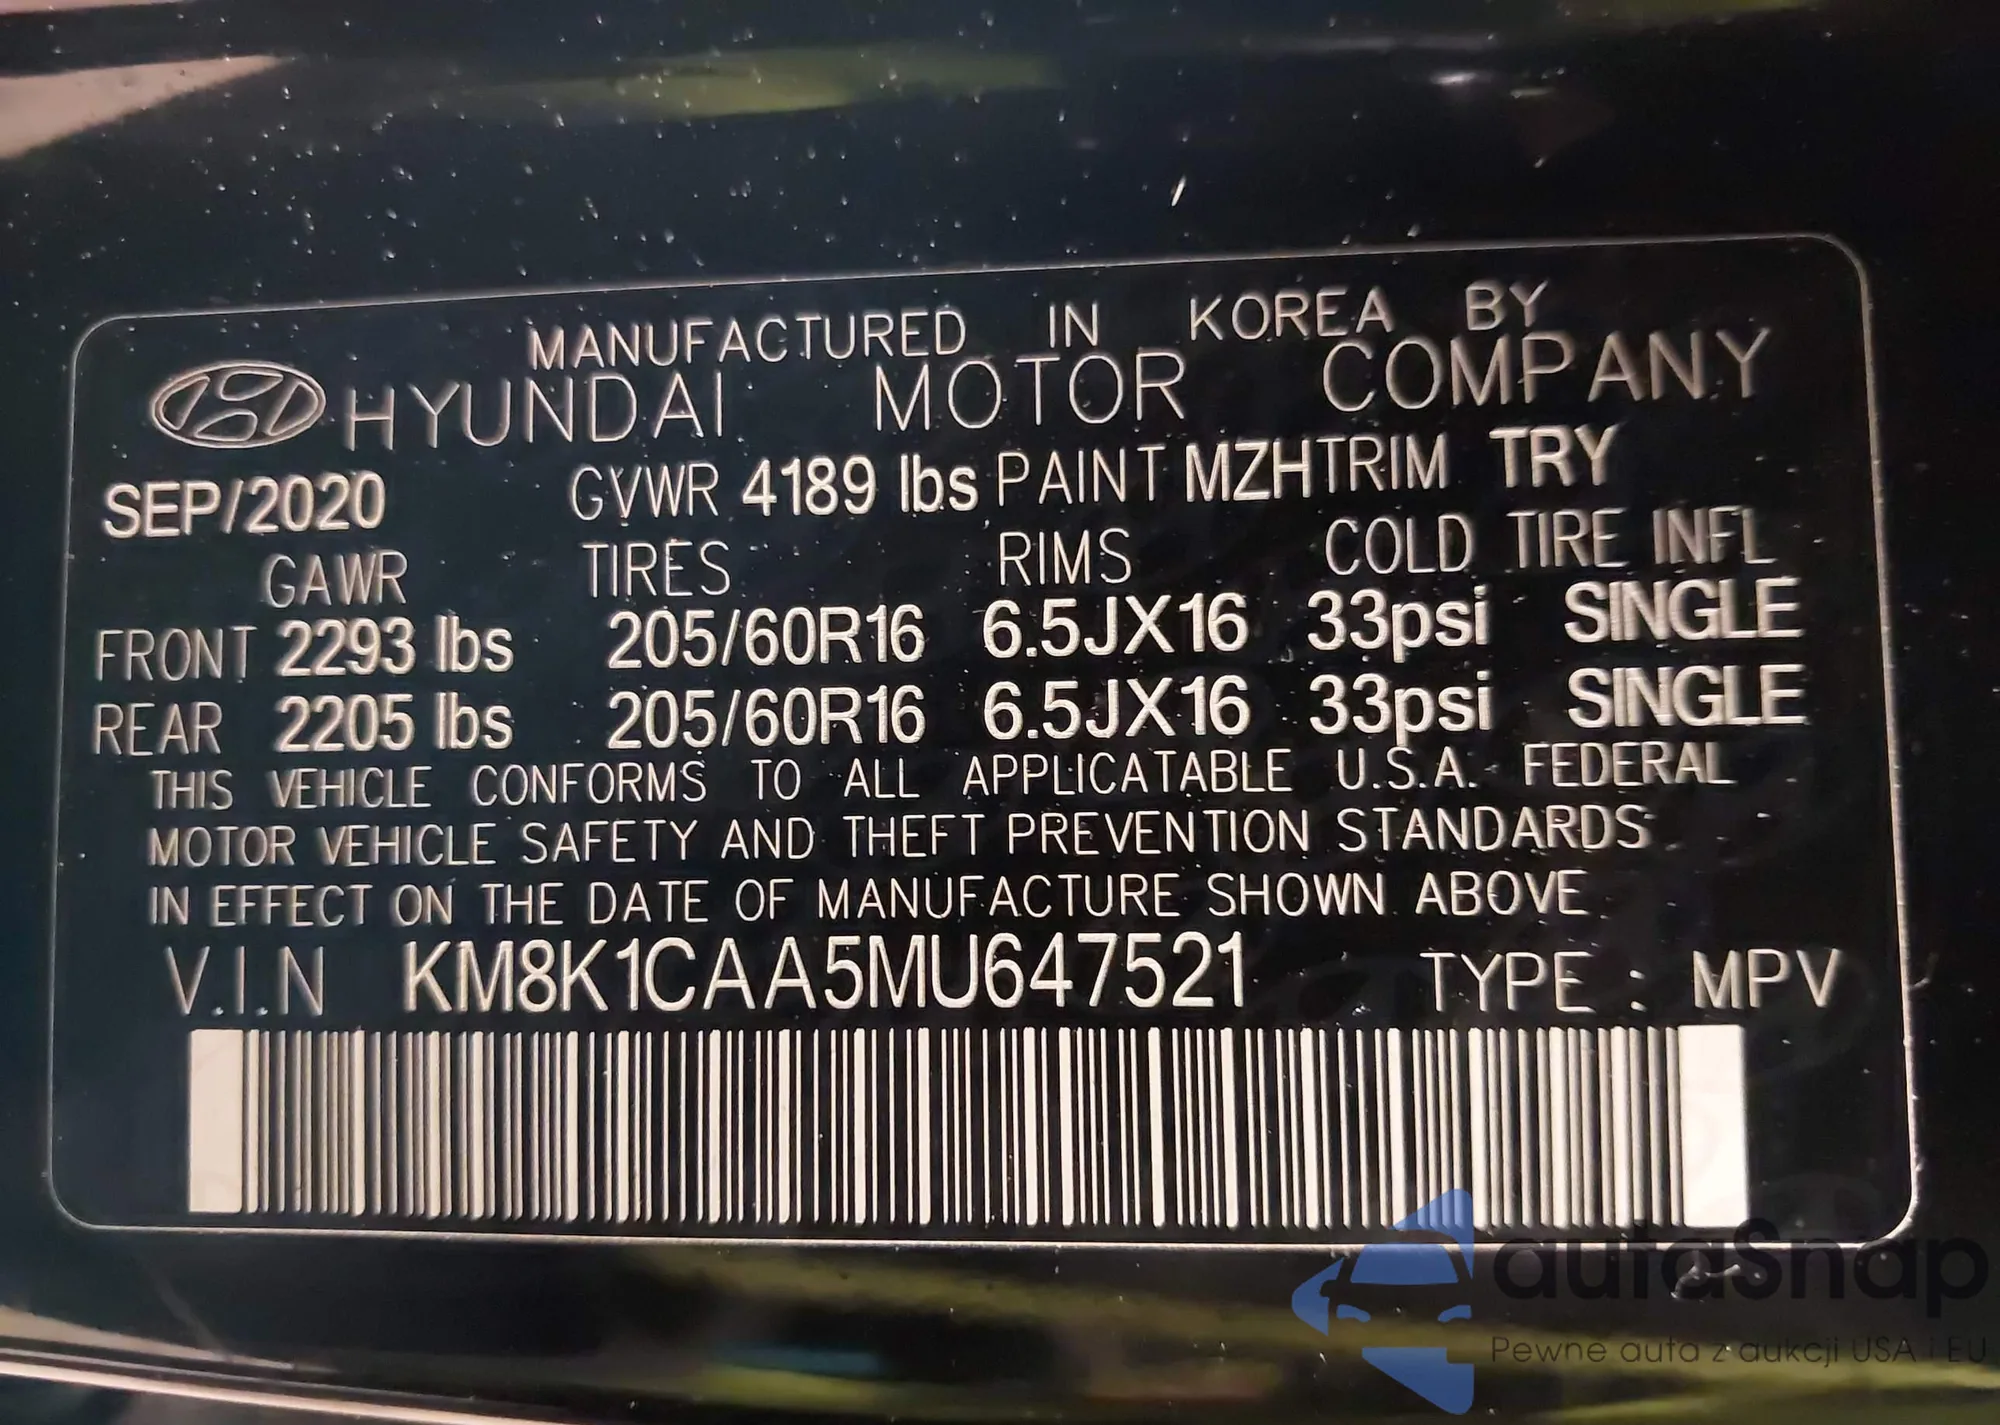 MANUFACTURED IN KOREA BY
HYUNDAI MOTOR COMPANY
SEP/2020 GVWR 4189 lbs PAINT MZH TRIM TRY
GAWR TIRES RIMS COLD TIRE INFL
FRONT 2293 lbs 205/60R16 6.5JX16 33psi SINGLE
REAR 2205 lbs 205/60R16 6.5JX16 33psi SINGLE
THIS VEHICLE CONFORMS TO ALL APPLICATABLE U.S.A. FEDERAL
MOTOR VEHICLE SAFETY AND THEFT PREVENTION STANDARDS
IN EFFECT ON THE DATE OF MANUFACTURE SHOWN ABOVE
V.I.N KM8K1CAA5MU647521 TYPE : MPV
autaSnap
Pewne auta z aukcji USA i EU